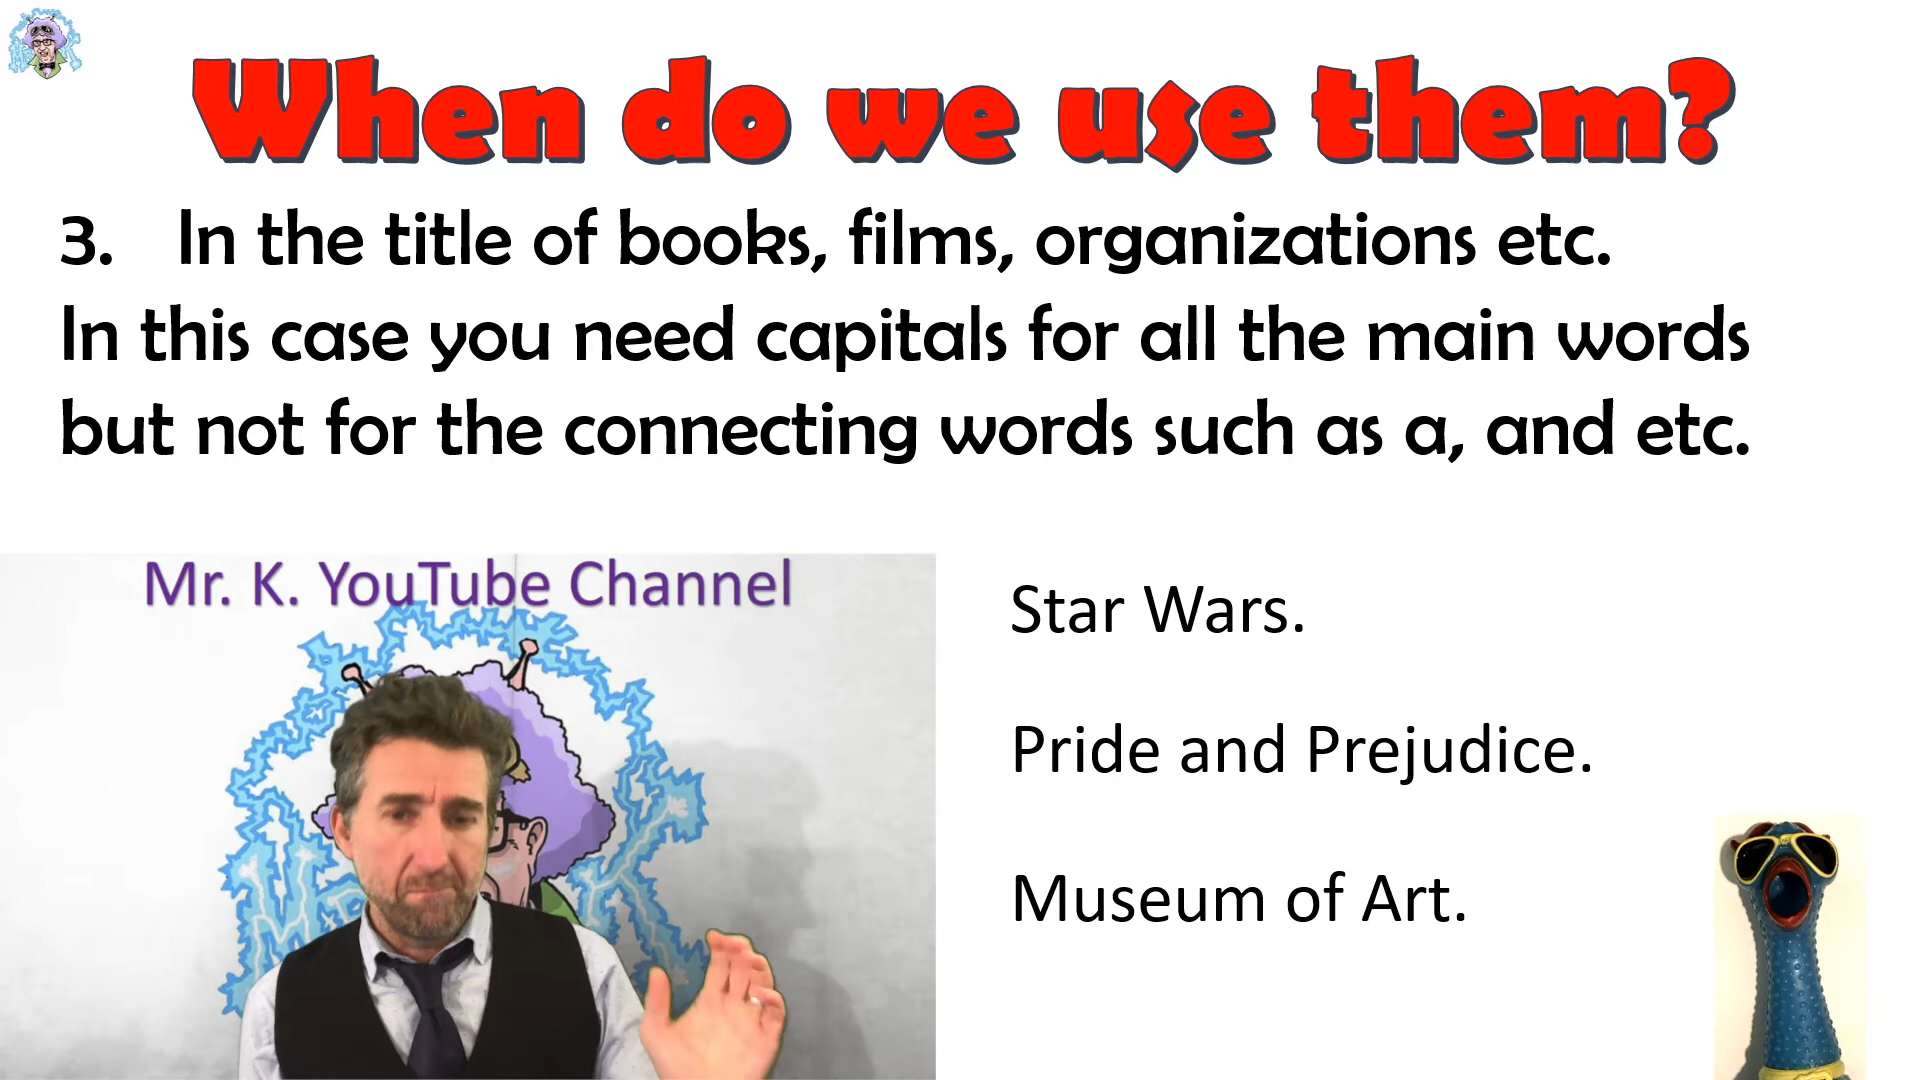 When do we use them?
3. In the title of books, films, organizations etc.
In this case you need capitals for all the main words
but not for the connecting words such as a, and etc.
Mr. K. YouTube Channel
Star Wars.
Pride and Prejudice.
Museum of Art.